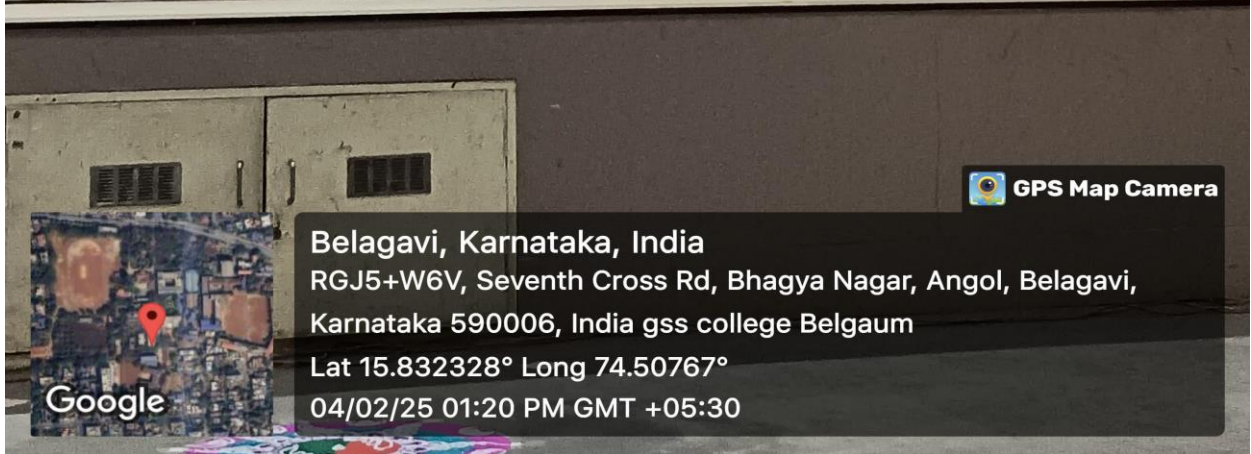 GPS Map Camera
Belagavi, Karnataka, India
RGJ5+W6V, Seventh Cross Rd, Bhagya Nagar, Angol, Belagavi,
Karnataka 590006, India gss college Belgaum
Lat 15.832328° Long 74.50767°
04/02/25 01:20 PM GMT +05:30
Google